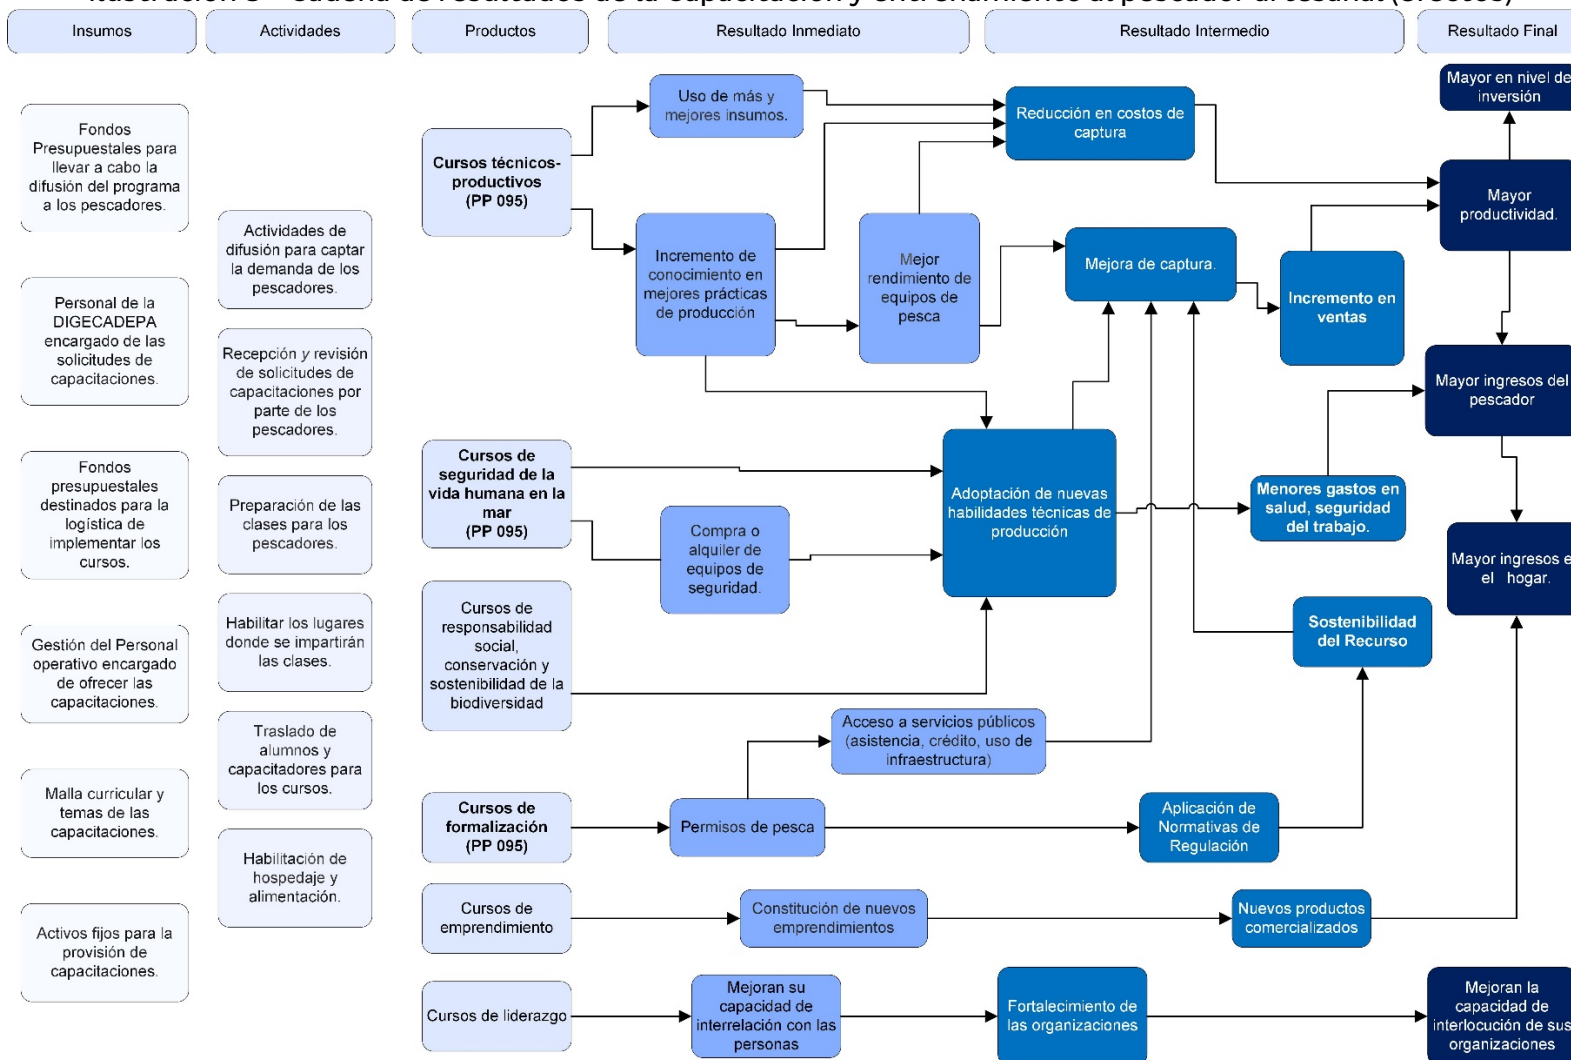 Insumos
Actividades
Productos
Resultado Inmediato
Resultado Intermedio
Resultado Final
Fondos
Presupuestales para
llevar a cabo la
difusión del programa
a los pescadores.
Personal de la
DIGECADEPA
encargado de las
solicitudes de
capacitaciones.
Fondos
presupuestales
destinados para la
logística de
implementar los
cursos.
Gestión del Personal
operativo encargado
de ofrecer las
capacitaciones.
Malla curricular y
temas de las
capacitaciones.
Activos fijos para la
provisión de
capacitaciones.
Actividades de
difusión para captar
la demanda de los
pescadores.
Recepción y revisión
de solicitudes de
capacitaciones por
parte de los
pescadores.
Preparación de las
clases para los
pescadores.
Habilitar los lugares
donde se impartirán
las clases.
Traslado de
alumnos y
capacitadores para
los cursos.
Habilitación de
hospedaje y
alimentación.
Cursos técnicos-
productivos
(PP 095)
Cursos de
seguridad de la
vida humana en la
mar
(PP 095)
Cursos de
responsabilidad
social,
conservación y
sostenibilidad de la
biodiversidad
Cursos de
formalización
(PP 095)
Cursos de
emprendimiento
Cursos de liderazgo
Uso de más y
mejores insumos.
Incremento de
conocimiento en
mejores prácticas
de producción
Mejor
rendimiento de
equipos de
pesca
Compra o
alquiler de
equipos de
seguridad.
Acceso a servicios públicos
(asistencia, crédito, uso de
infraestructura)
Permisos de pesca
Constitución de nuevos
emprendimientos
Mejoran su
capacidad de
interrelación con las
personas
Reducción en costos de
captura
Mejora de captura.
Incremento en
ventas
Adoptación de nuevas
habilidades técnicas de
producción
Menores gastos en
salud, seguridad
del trabajo.
Sostenibilidad
del Recurso
Aplicación de
Normativas de
Regulación
Nuevos productos
comercializados
Fortalecimiento de
las organizaciones
Mayor en nivel de
inversión
Mayor
productividad.
Mayor ingresos del
pescador
Mayor ingresos e
el hogar.
Mejoran la
capacidad de
interlocución de sus
organizaciones